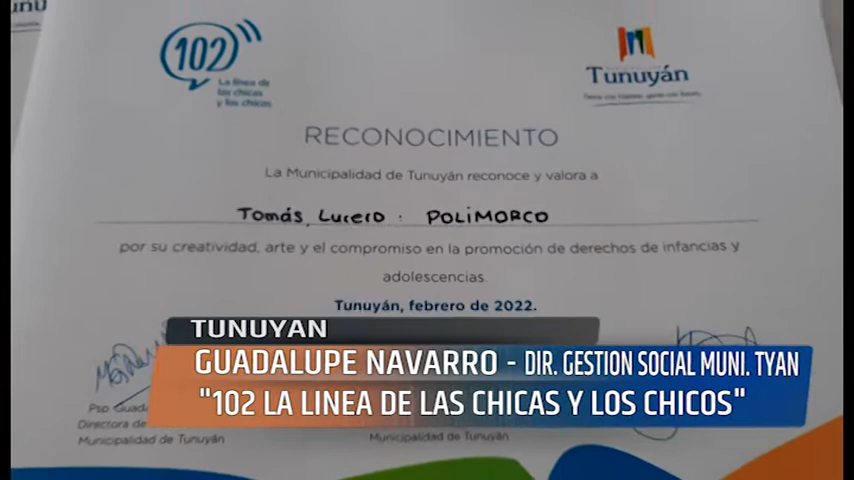 102
La línea de
las chicas
y los chicos
Tunuyán
RECONOCIMIENTO
La Municipalidad de Tunuyán reconoce y valora a
Tomás Lucero. POLIMORCO
por su creatividad, arte y el compromiso en la promoción de derechos de infancias y
adolescencias.
Tunuyán, febrero de 2022.
TUNUYAN
GUADALUPE NAVARRO - DIR. GESTION SOCIAL MUNI. TYAN
"102 LA LINEA DE LAS CHICAS Y LOS CHICOS"
Psp. Guada
Directora de
Municipalidad de Tunuyán
Municipalidad de Tunuyán